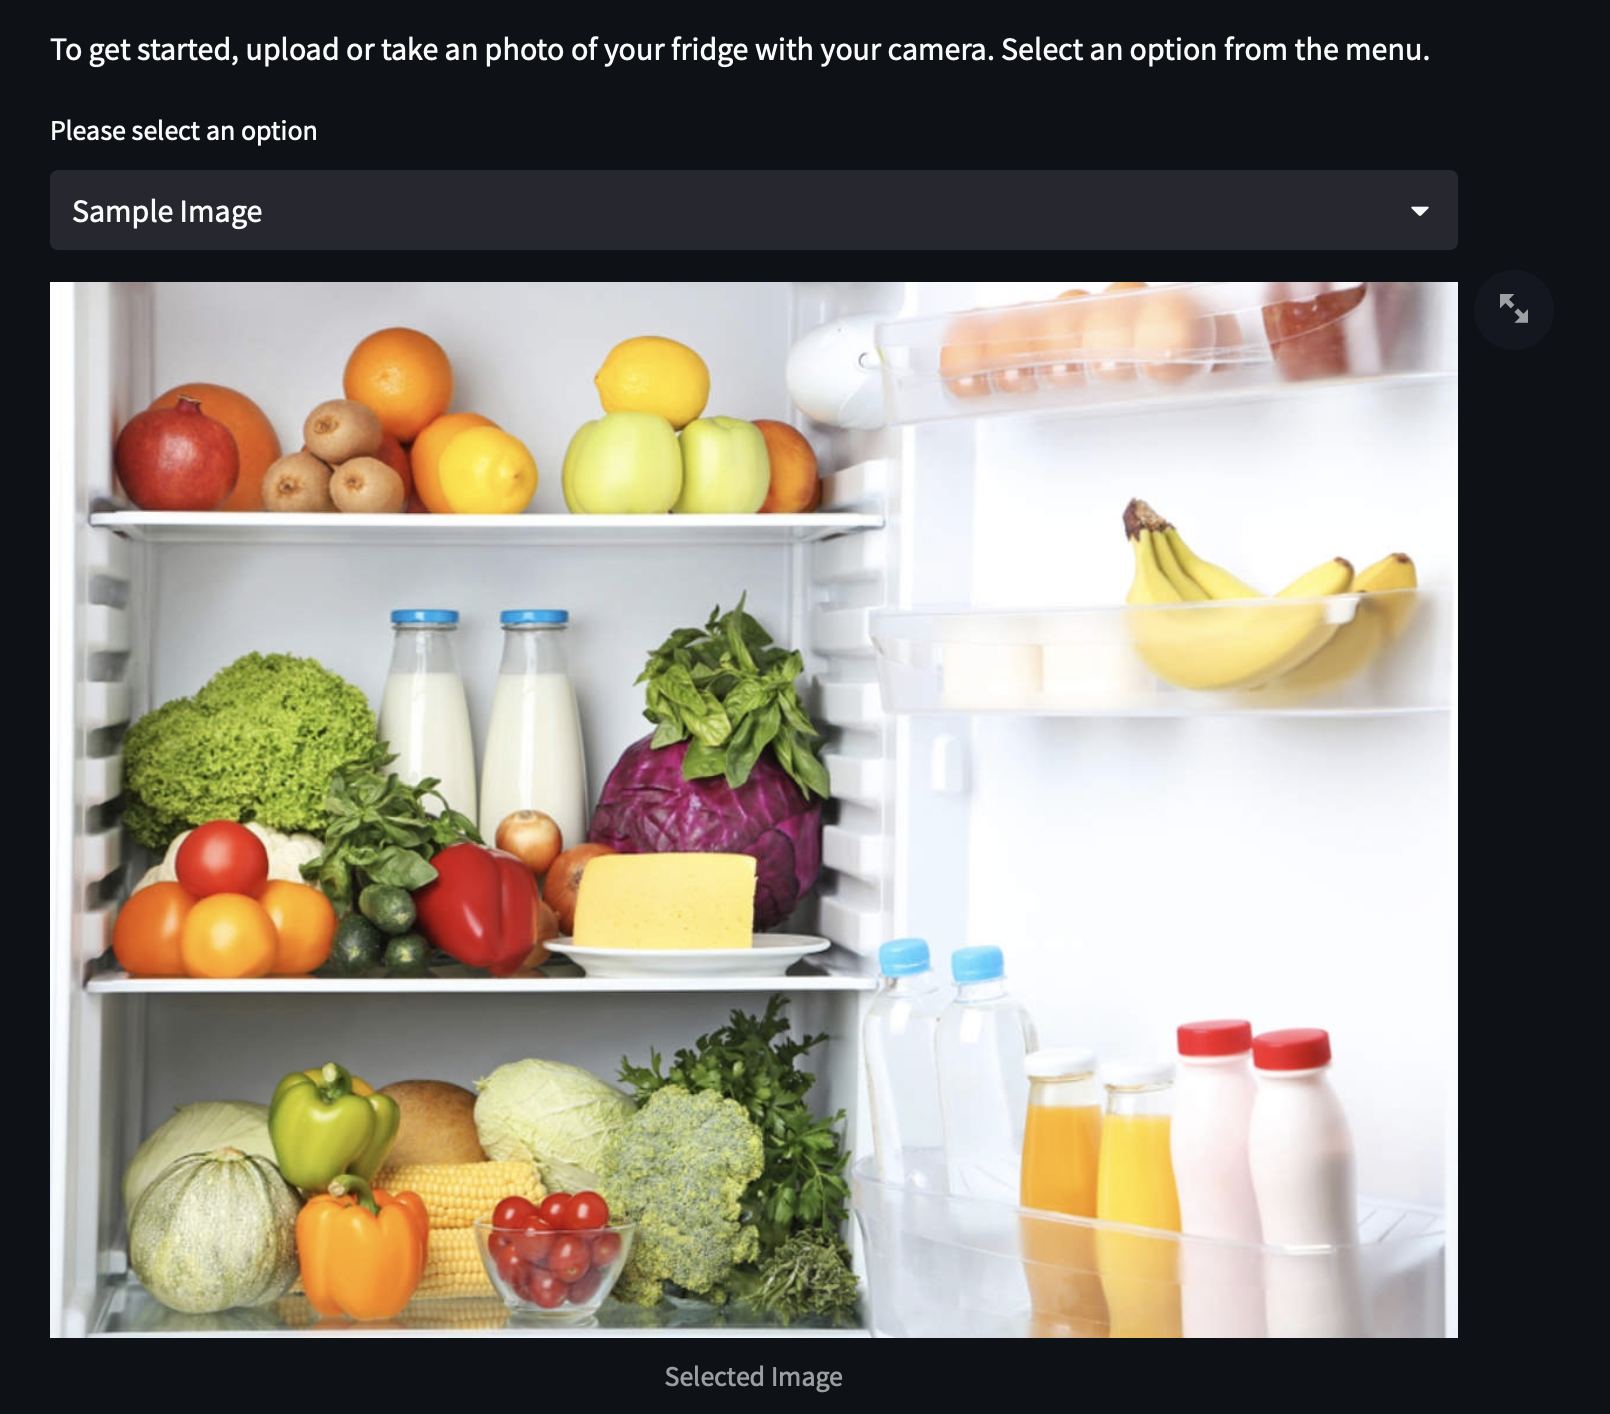 To get started, upload or take an photo of your fridge with your camera. Select an option from the menu.
Please select an option
Sample Image
Selected Image